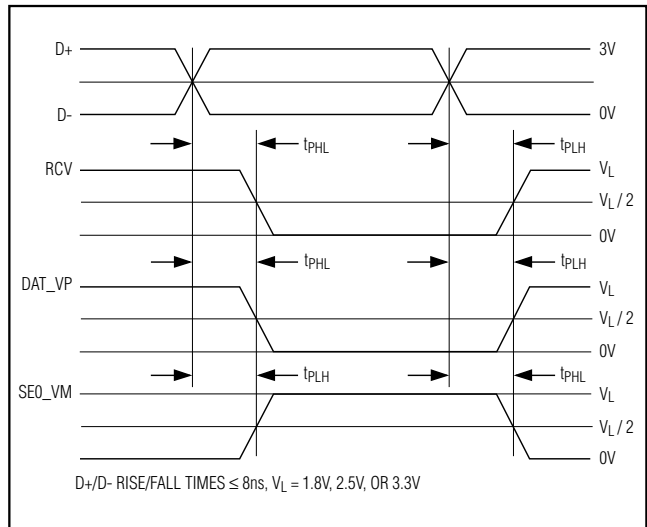 D+
3V
D-
0V
tPHL
tPLH
RCV
VL
VL / 2
0V
tPHL
tPLH
DAT_VP
VL
VL / 2
0V
tPLH
tPHL
SE0_VM
VL
VL / 2
0V
D+/D- RISE/FALL TIMES ≤ 8ns, VL = 1.8V, 2.5V, OR 3.3V